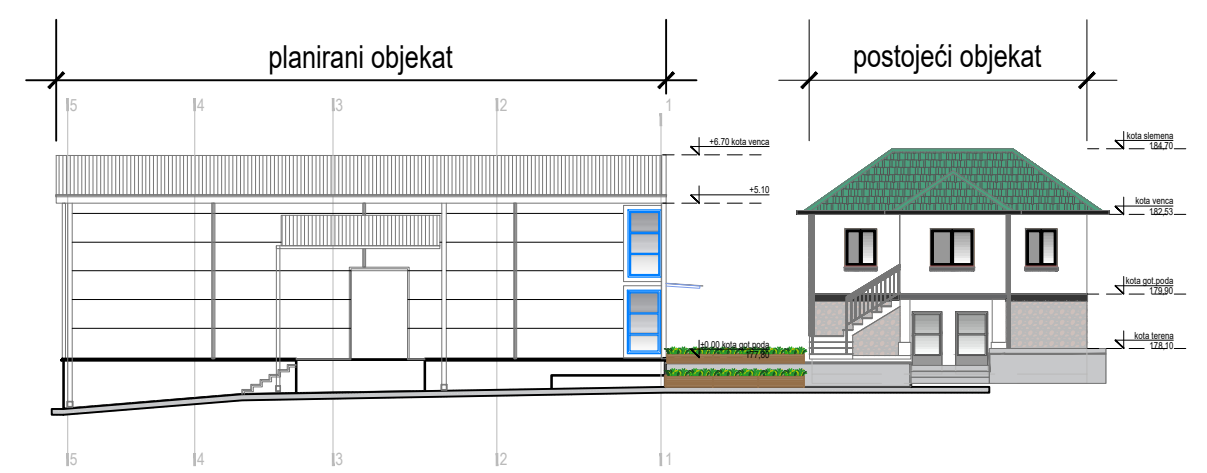 planirani objekat
postojeći objekat
5 4 3 2 1
+6.70 kota venca
+5.10
±0.00 kota got.poda
177,80
kota slemena
184,70
kota venca
182,53
kota got.poda
179,90
kota terena
178,10
5 4 3 2 1